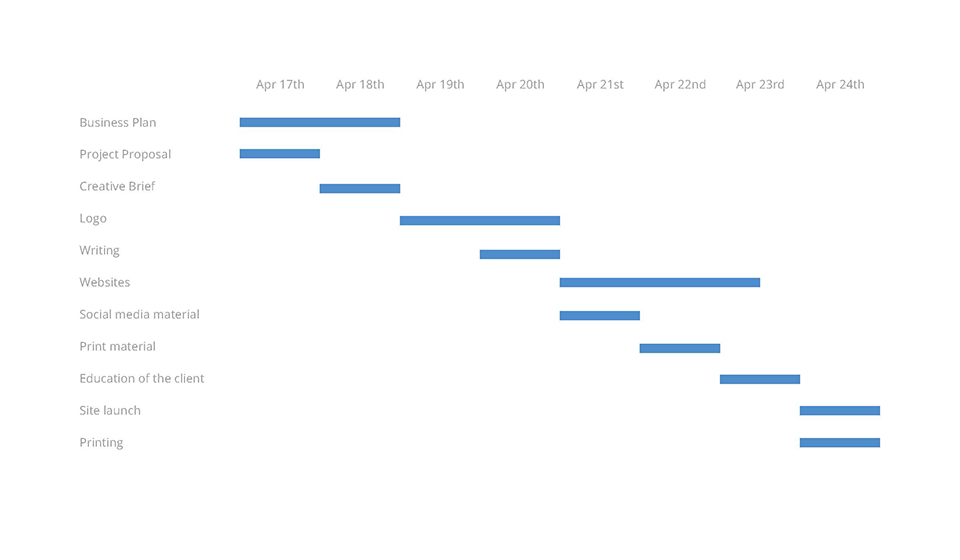 Apr 17th Apr 18th Apr 19th Apr 20th Apr 21st Apr 22nd Apr 23rd Apr 24th
Business Plan
Project Proposal
Creative Brief
Logo
Writing
Websites
Social media material
Print material
Education of the client
Site launch
Printing